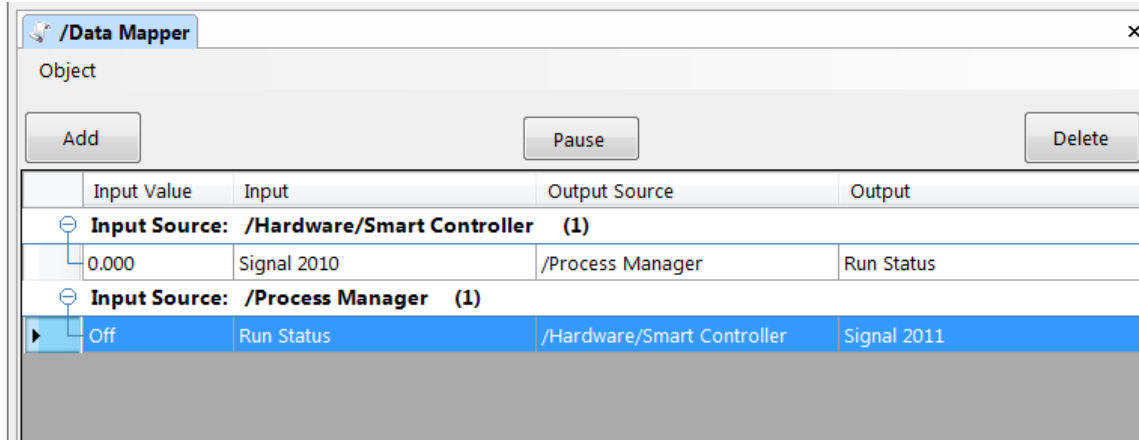 /Data Mapper
Object
Add Pause Delete
Input Value Input Output Source Output
Input Source: /Hardware/Smart Controller (1)
0.000 Signal 2010 /Process Manager Run Status
Input Source: /Process Manager (1)
Off Run Status /Hardware/Smart Controller Signal 2011